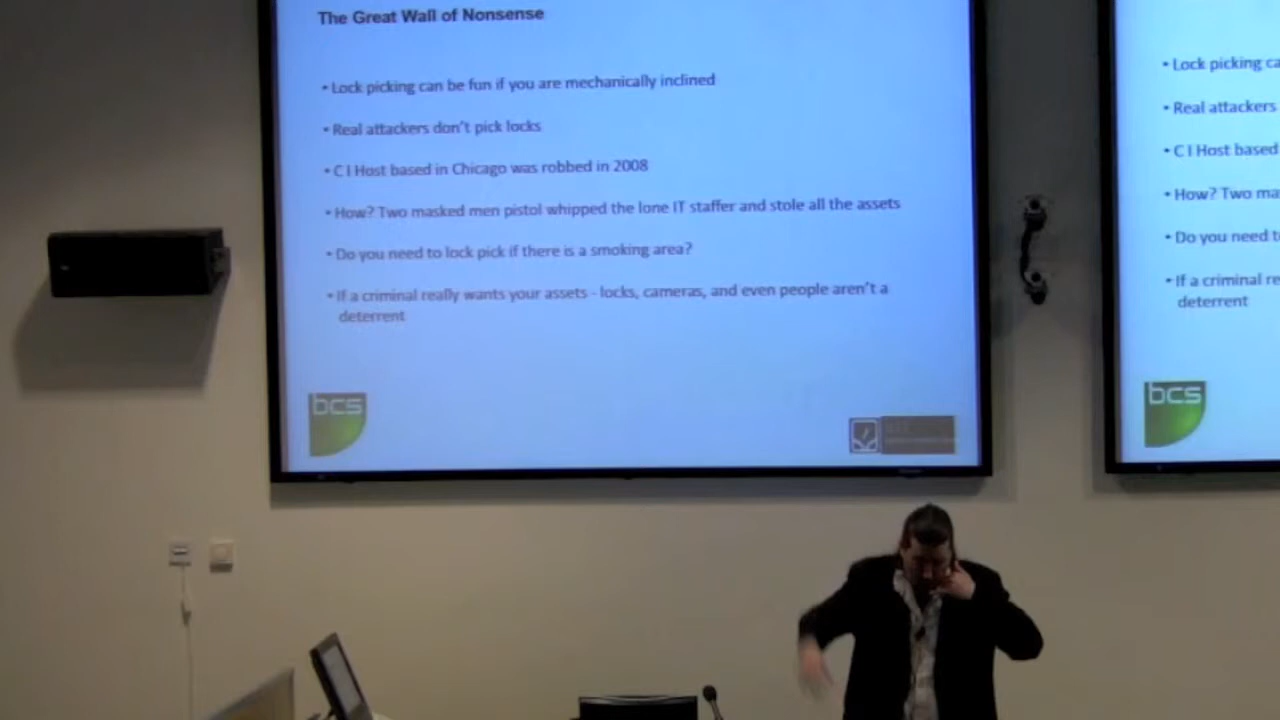 The Great Wall of Nonsense
• Lock picking can be fun if you are mechanically inclined
• Real attackers don't pick locks
• C I Host based in Chicago was robbed in 2008
• How? Two masked men pistol whipped the lone IT staffer and stole all the assets
• Do you need to lock pick if there is a smoking area?
• If a criminal really wants your assets - locks, cameras, and even people aren't a
deterrent
bcs
• Lock picking ca
• Real attackers
• C I Host based
• How? Two ma
• Do you need t
• If a criminal re
deterrent
bcs